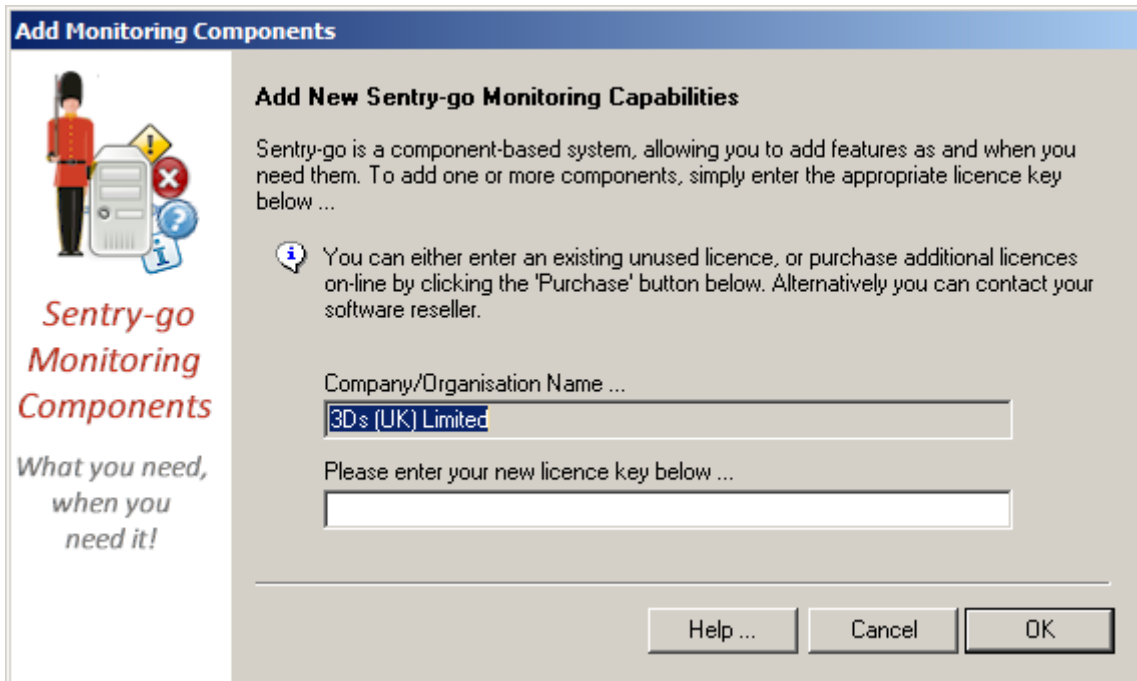 Add Monitoring Components
Add New Sentry-go Monitoring Capabilities
Sentry-go is a component-based system, allowing you to add features as and when you
need them. To add one or more components, simply enter the appropriate licence key
below ...
You can either enter an existing unused licence, or purchase additional licences
on-line by clicking the 'Purchase' button below. Alternatively you can contact your
software reseller.
Sentry-go
Monitoring
Components
What you need,
when you
need it!
Company/Organisation Name ...
3Ds (UK) Limited
Please enter your new licence key below ...
Help ...
Cancel
OK